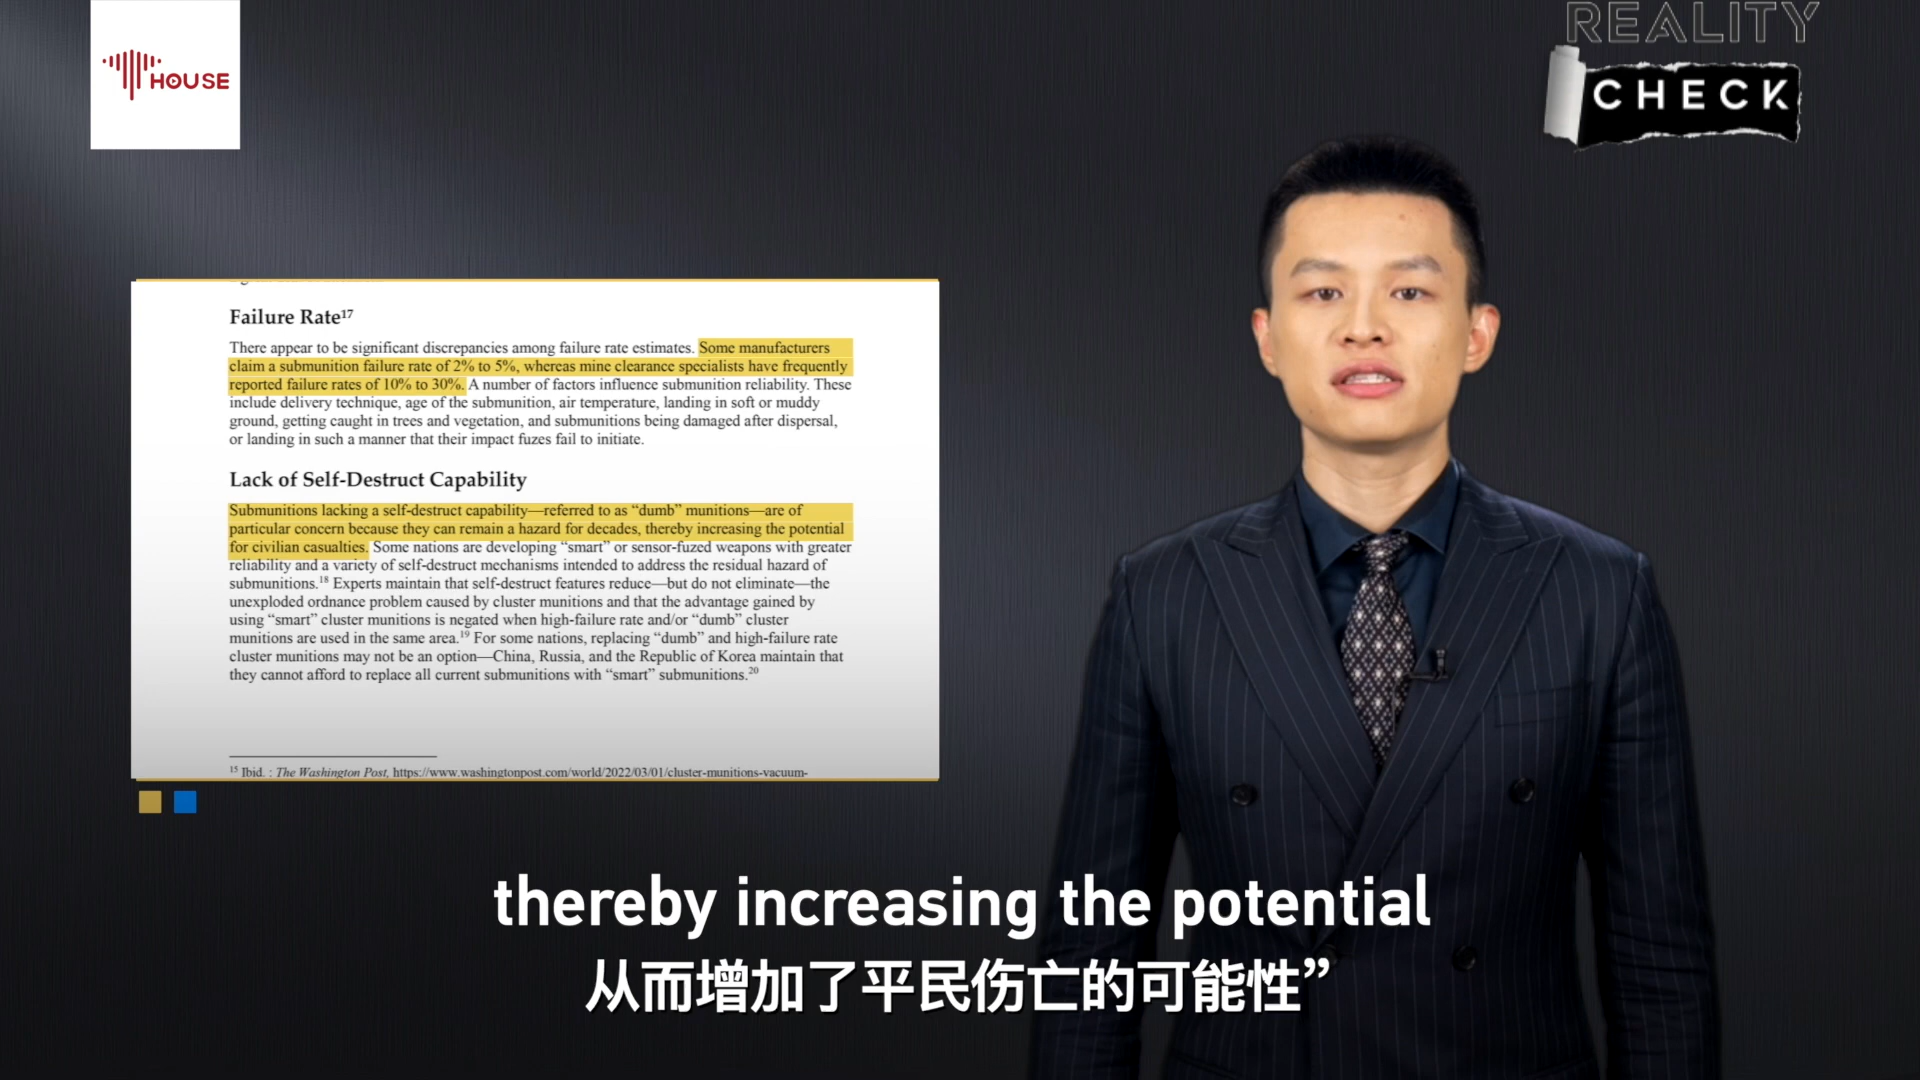 HOUSE
REALITY
CHECK
Failure Rate¹⁷
There appear to be significant discrepancies among failure rate estimates. Some manufacturers
claim a submunition failure rate of 2% to 5%, whereas mine clearance specialists have frequently
reported failure rates of 10% to 30%. A number of factors influence submunition reliability. These
include delivery technique, age of the submunition, air temperature, landing in soft or muddy
ground, getting caught in trees and vegetation, and submunitions being damaged after dispersal,
or landing in such a manner that their impact fuzes fail to initiate.
Lack of Self-Destruct Capability
Submunitions lacking a self-destruct capability—referred to as “dumb” munitions—are of
particular concern because they can remain a hazard for decades, thereby increasing the potential
for civilian casualties. Some nations are developing “smart” or sensor-fuzed weapons with greater
reliability and a variety of self-destruct mechanisms intended to address the residual hazard of
submunitions.¹⁸ Experts maintain that self-destruct features reduce—but do not eliminate—the
unexploded ordnance problem caused by cluster munitions and that the advantage gained by
using “smart” cluster munitions is negated when high-failure rate and/or “dumb” cluster
munitions are used in the same area.¹⁹ For some nations, replacing “dumb” and high-failure rate
cluster munitions may not be an option—China, Russia, and the Republic of Korea maintain that
they cannot afford to replace all current submunitions with “smart” submunitions.²⁰
¹⁵ Ibid. : The Washington Post, https://www.washingtonpost.com/world/2022/03/01/cluster-munitions-vacuum-
thereby increasing the potential
从而增加了平民伤亡的可能性”